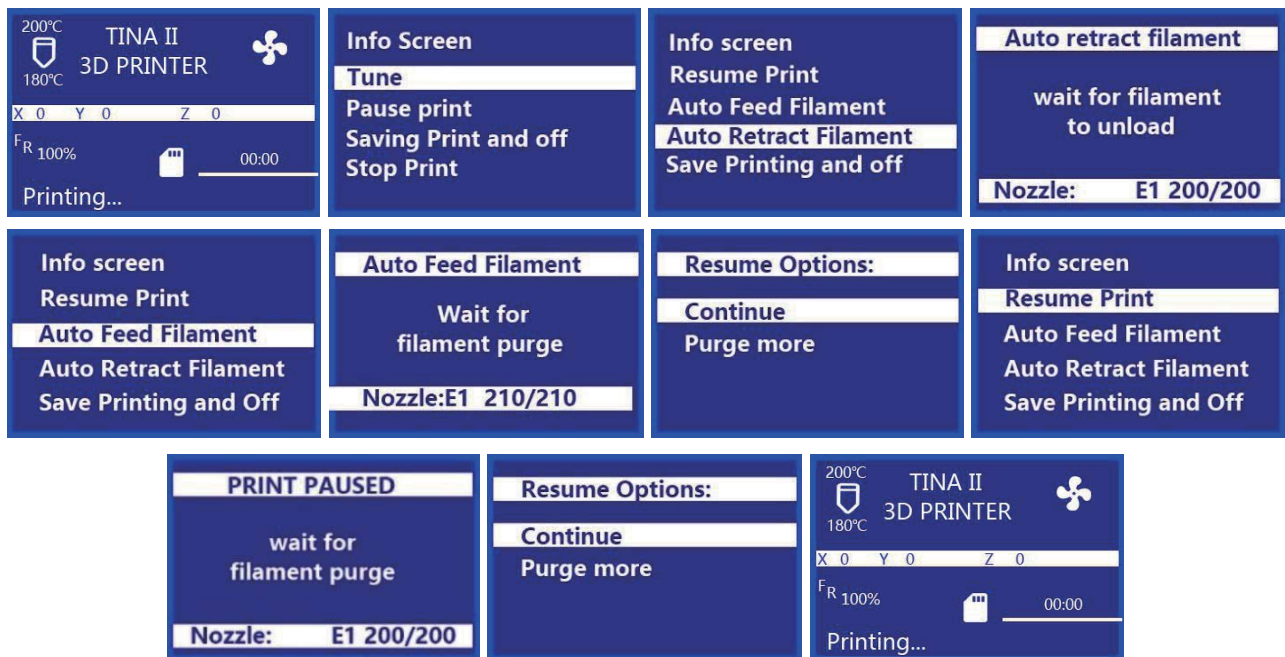 200℃
TINA II
3D PRINTER
180℃
X 0 Y 0 Z 0
FR 100%
00:00
Printing...
Info Screen
Tune
Pause print
Saving Print and off
Stop Print
Info screen
Resume Print
Auto Feed Filament
Auto Retract Filament
Save Printing and off
Auto retract filament
wait for filament
to unload
Nozzle: E1 200/200
Info screen
Resume Print
Auto Feed Filament
Auto Retract Filament
Save Printing and Off
Auto Feed Filament
Wait for
filament purge
Nozzle:E1 210/210
Resume Options:
Continue
Purge more
Info screen
Resume Print
Auto Feed Filament
Auto Retract Filament
Save Printing and Off
PRINT PAUSED
wait for
filament purge
Nozzle: E1 200/200
Resume Options:
Continue
Purge more
200℃
TINA II
3D PRINTER
180℃
X 0 Y 0 Z 0
FR 100%
00:00
Printing...